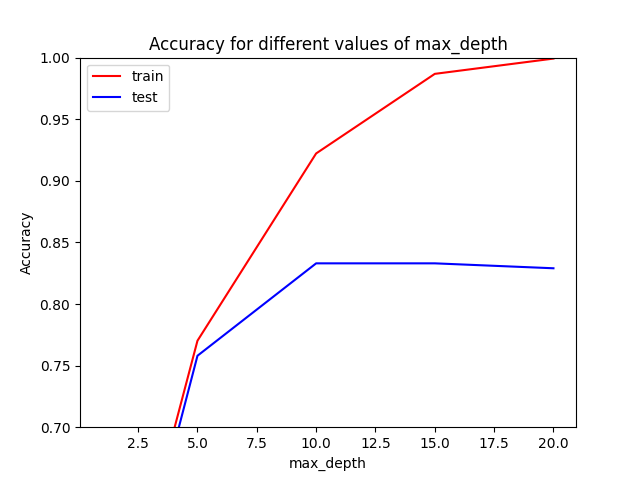 Accuracy for different values of max_depth
train
test
1.00
0.95
0.90
0.85
0.80
0.75
0.70
Accuracy
2.5 5.0 7.5 10.0 12.5 15.0 17.5 20.0
max_depth